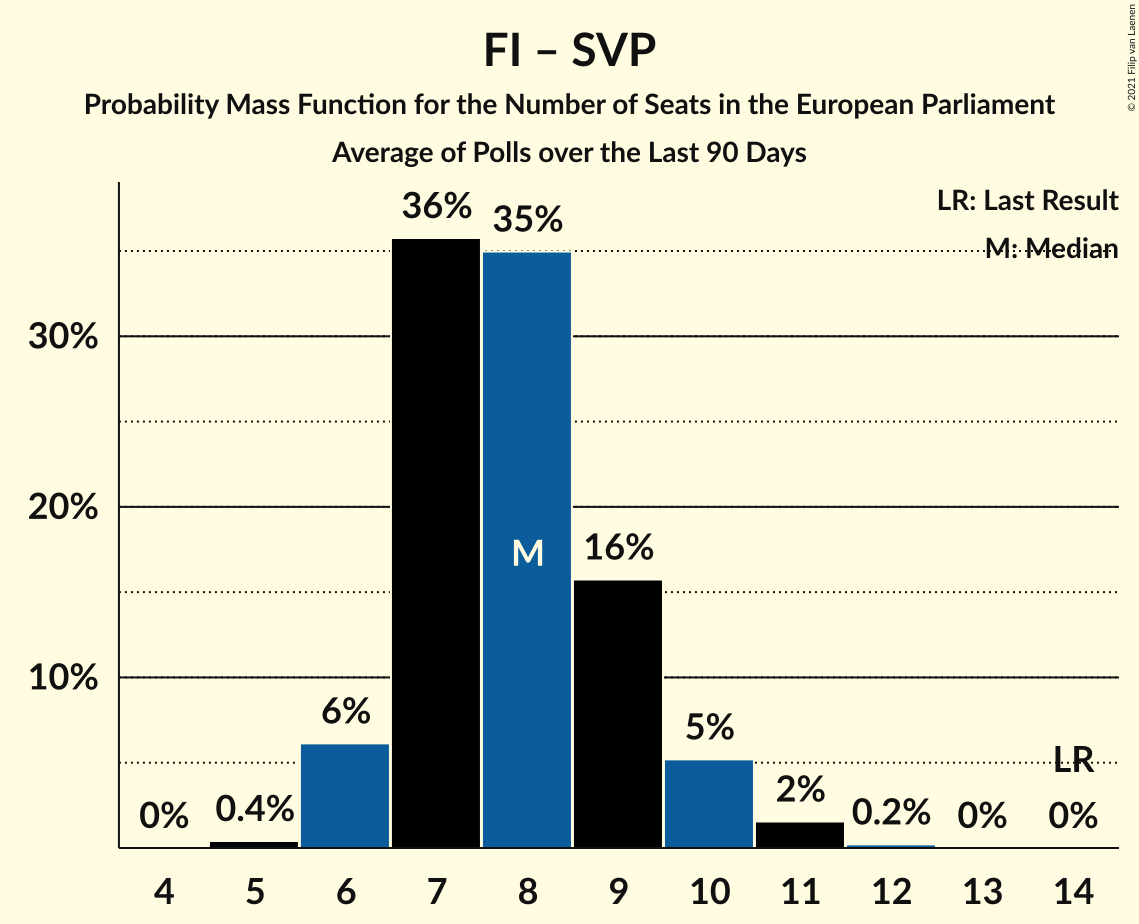 FI – SVP
Probability Mass Function for the Number of Seats in the European Parliament
Average of Polls over the Last 90 Days
© 2021 Filip van Laenen
LR: Last Result
M: Median
36%
35%
30%
20%
M
16%
10%
6%
5%
LR
2%
0%
0.4%
0.2%
0%
0%
4 5 6 7 8 9 10 11 12 13 14